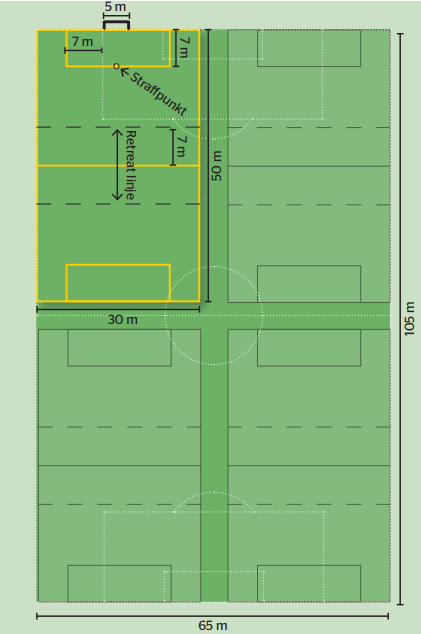 5 m
7 m
7 m
Straffpunkt
Retreat linje
7 m
50 m
30 m
105 m
65 m